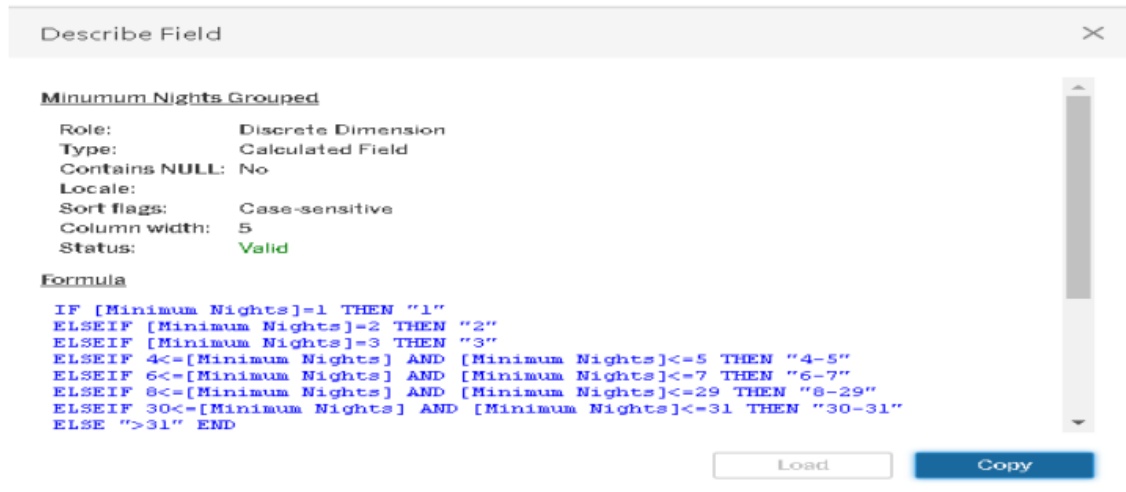 Describe Field
Minumum Nights Grouped
Role: Discrete Dimension
Type: Calculated Field
Contains NULL: No
Locale:
Sort flags: Case-sensitive
Column width: 5
Status: Valid
Formula
IF [Minimum Nights]=1 THEN "1"
ELSEIF [Minimum Nights]=2 THEN "2"
ELSEIF [Minimum Nights]=3 THEN "3"
ELSEIF 4<=[Minimum Nights] AND [Minimum Nights]<=5 THEN "4-5"
ELSEIF 6<=[Minimum Nights] AND [Minimum Nights]<=7 THEN "6-7"
ELSEIF 8<=[Minimum Nights] AND [Minimum Nights]<=29 THEN "8-29"
ELSEIF 30<=[Minimum Nights] AND [Minimum Nights]<=31 THEN "30-31"
ELSE ">31" END
Load Copy